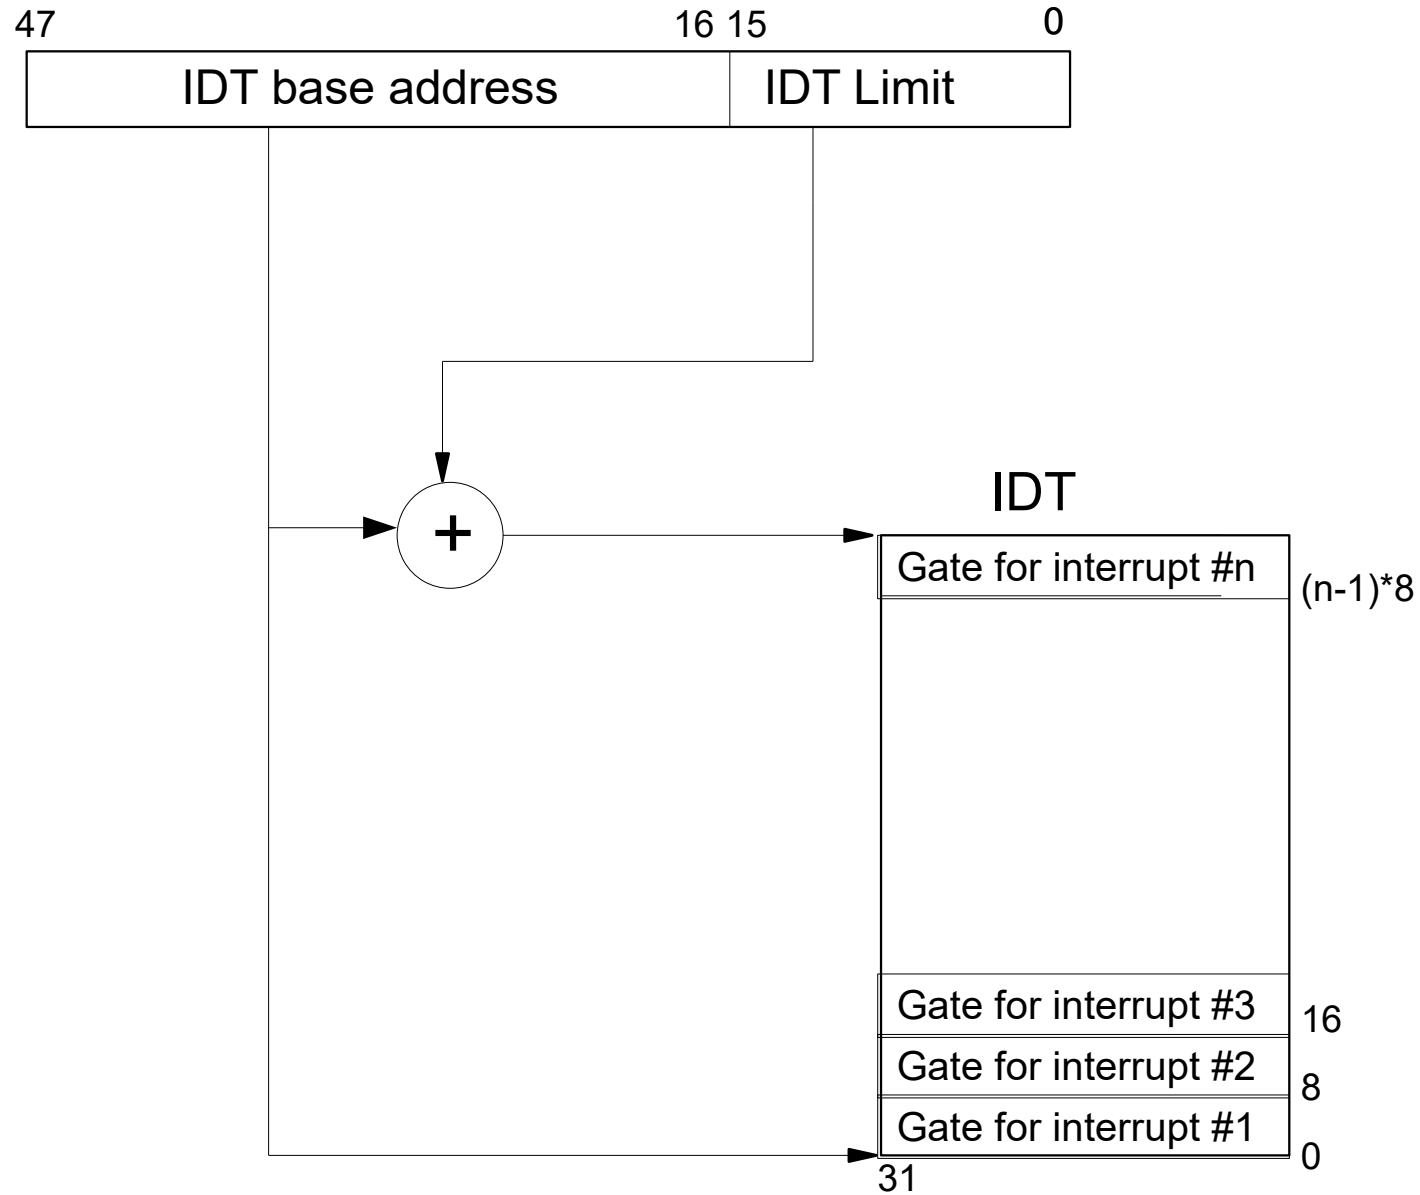 47 16 15 0
IDT base address IDT Limit
+
IDT
Gate for interrupt #n
(n-1)*8
Gate for interrupt #3
16
Gate for interrupt #2
8
Gate for interrupt #1
0
31